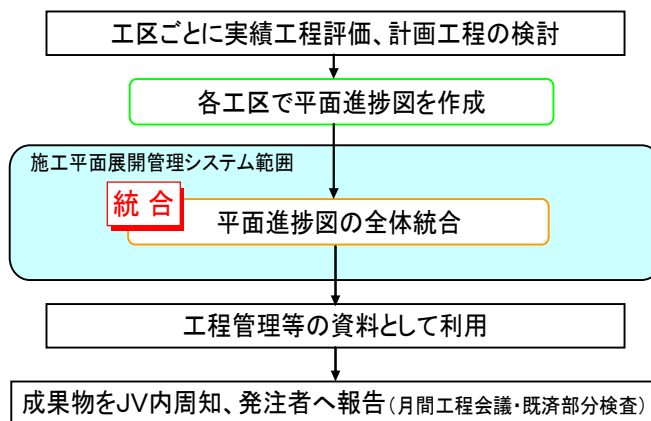 工区ごとに実績工程評価、計画工程の検討
各工区で平面進捗図を作成
施工平面展開管理システム範囲
統 合
平面進捗図の全体統合
工程管理等の資料として利用
成果物をJV内周知、発注者へ報告(月間工程会議・既済部分検査)